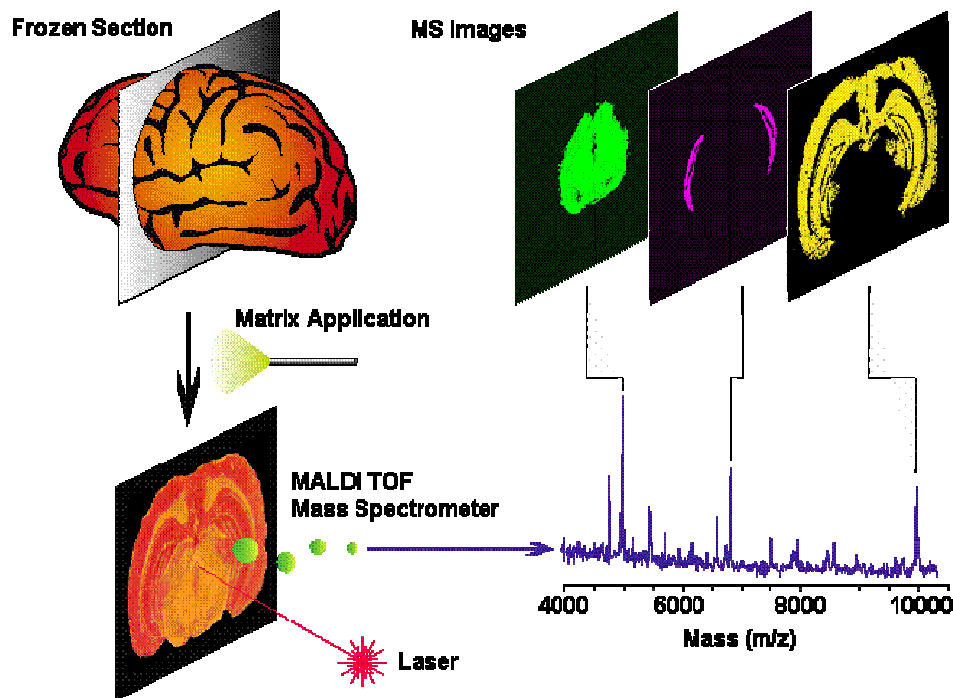 Frozen Section
MS Images
Matrix Application
MALDI TOF
Mass Spectrometer
Laser
4000 6000 8000 10000
Mass (m/z)